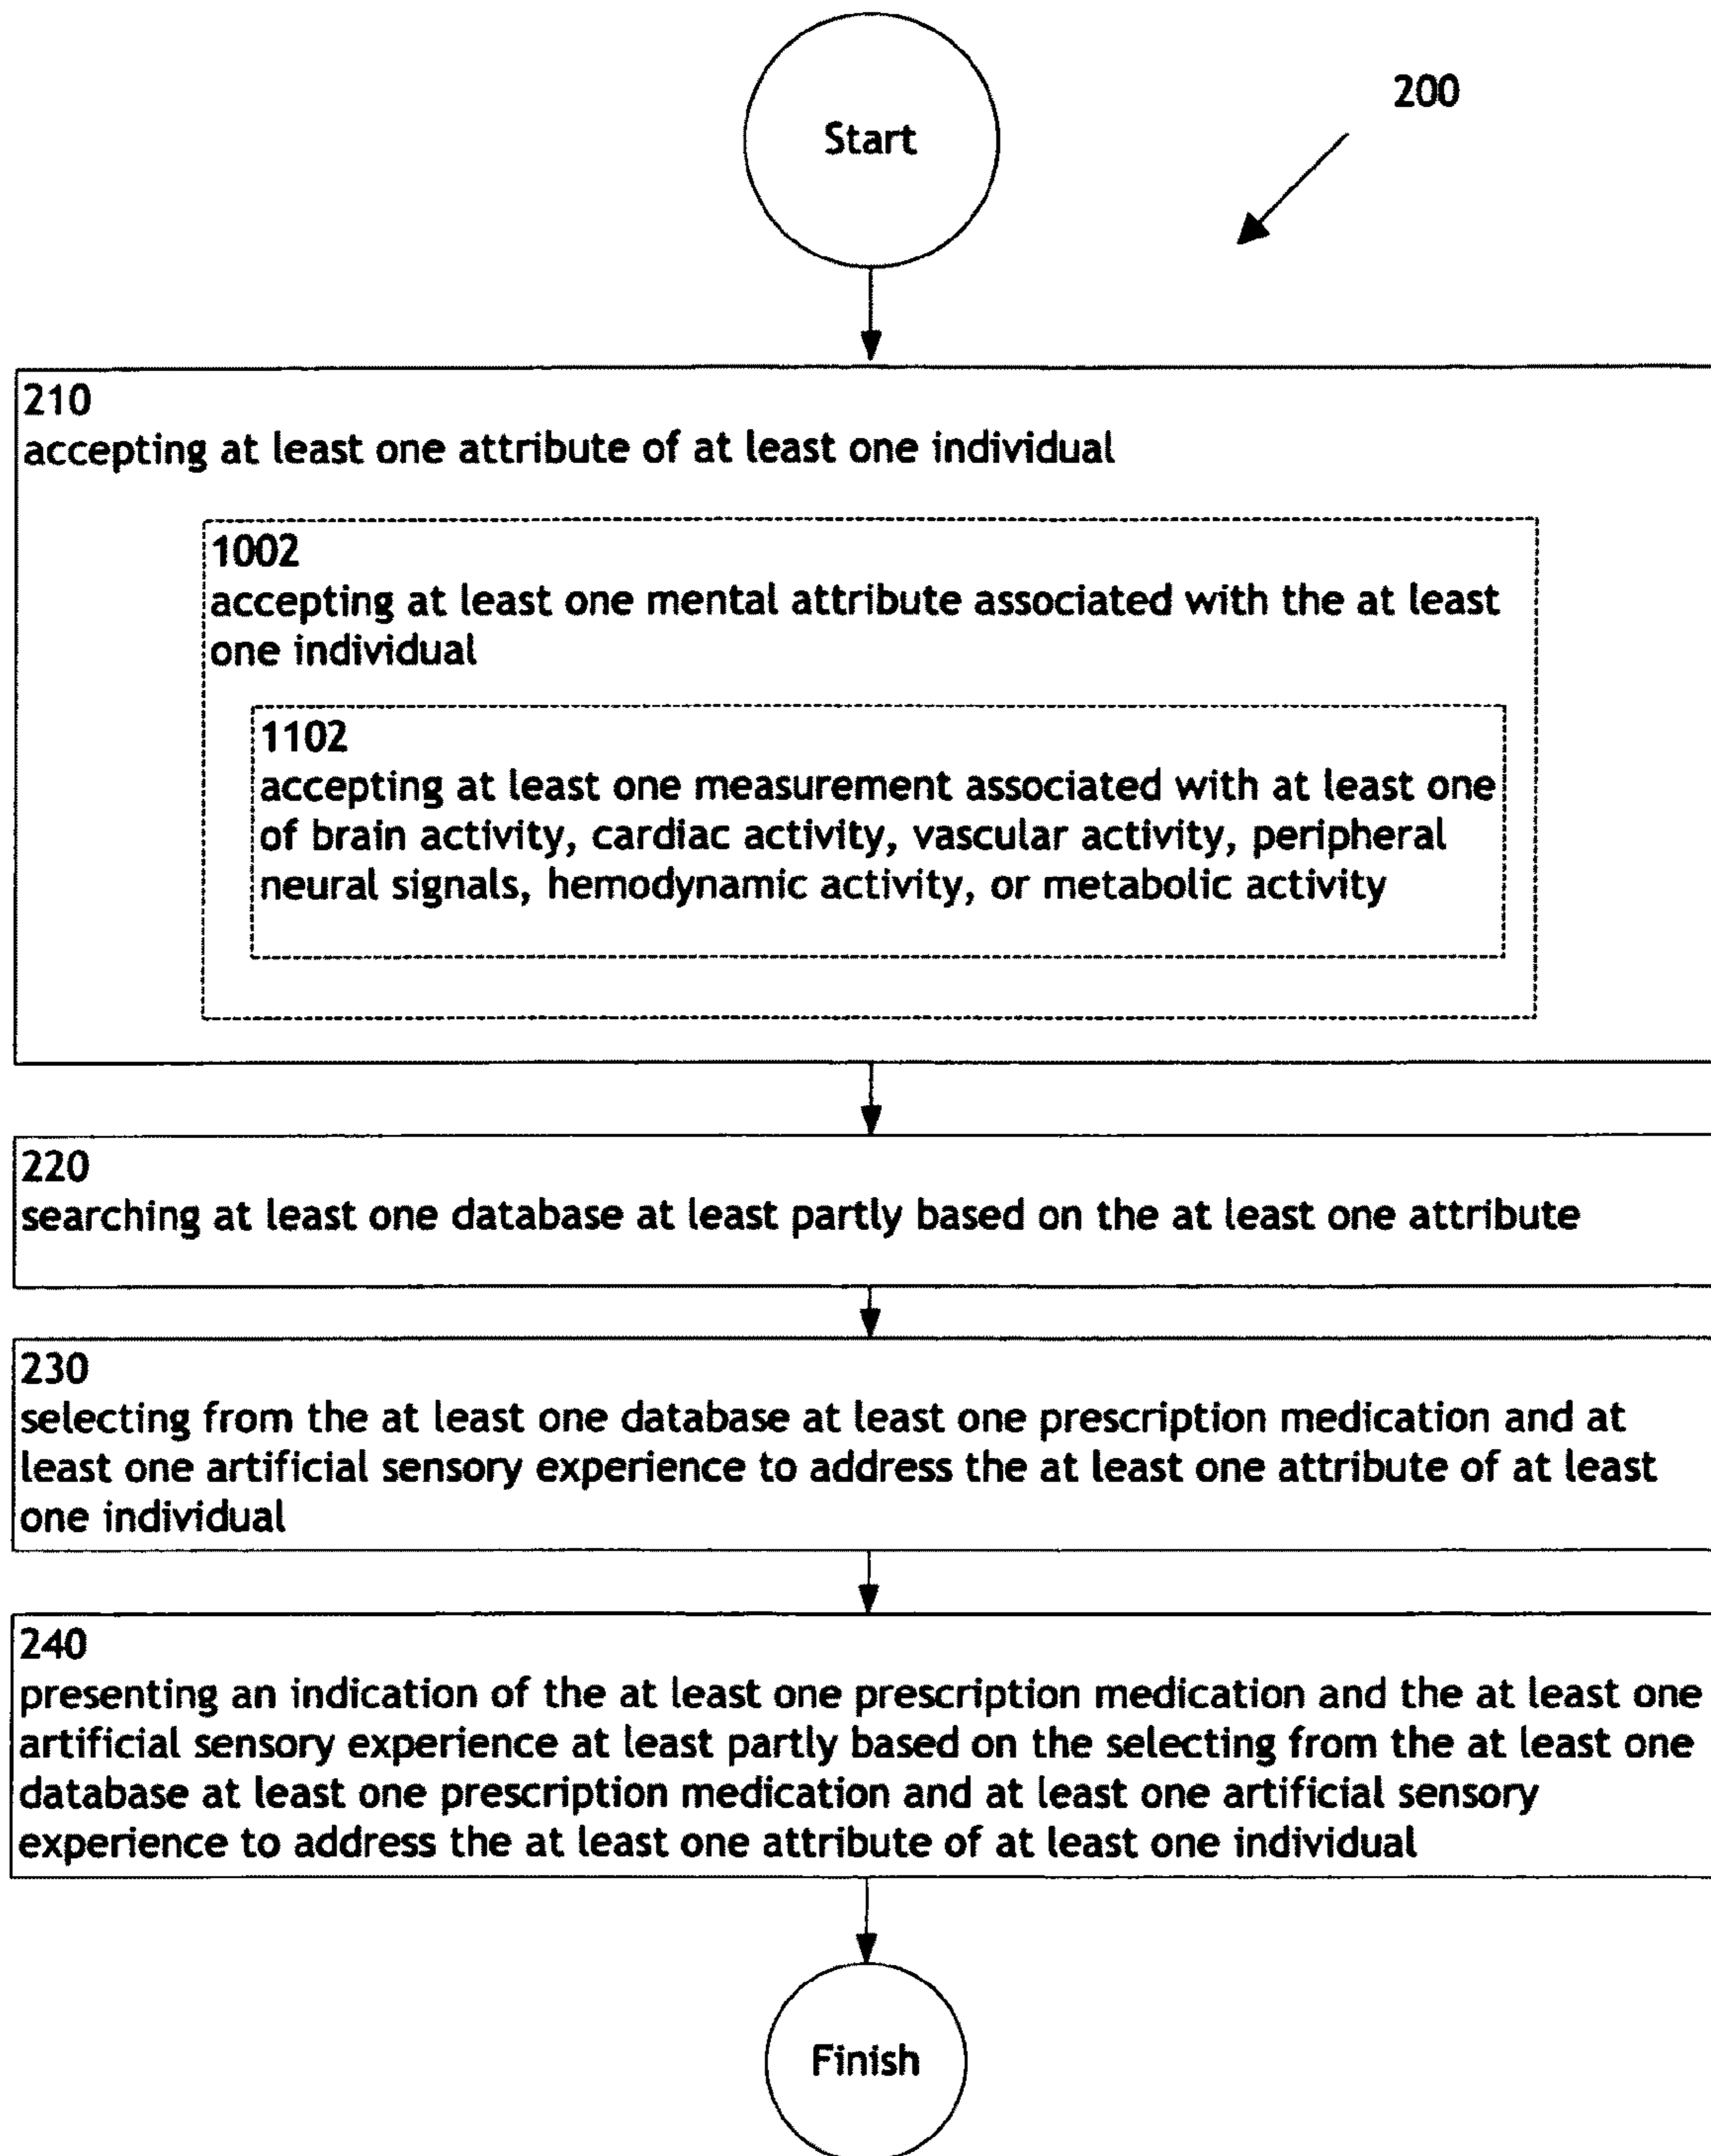 Start
200
210
accepting at least one attribute of at least one individual
1002
accepting at least one mental attribute associated with the at least
one individual
1102
accepting at least one measurement associated with at least one
of brain activity, cardiac activity, vascular activity, peripheral
neural signals, hemodynamic activity, or metabolic activity
220
searching at least one database at least partly based on the at least one attribute
230
selecting from the at least one database at least one prescription medication and at
least one artificial sensory experience to address the at least one attribute of at least
one individual
240
presenting an indication of the at least one prescription medication and the at least one
artificial sensory experience at least partly based on the selecting from the at least one
database at least one prescription medication and at least one artificial sensory
experience to address the at least one attribute of at least one individual
Finish